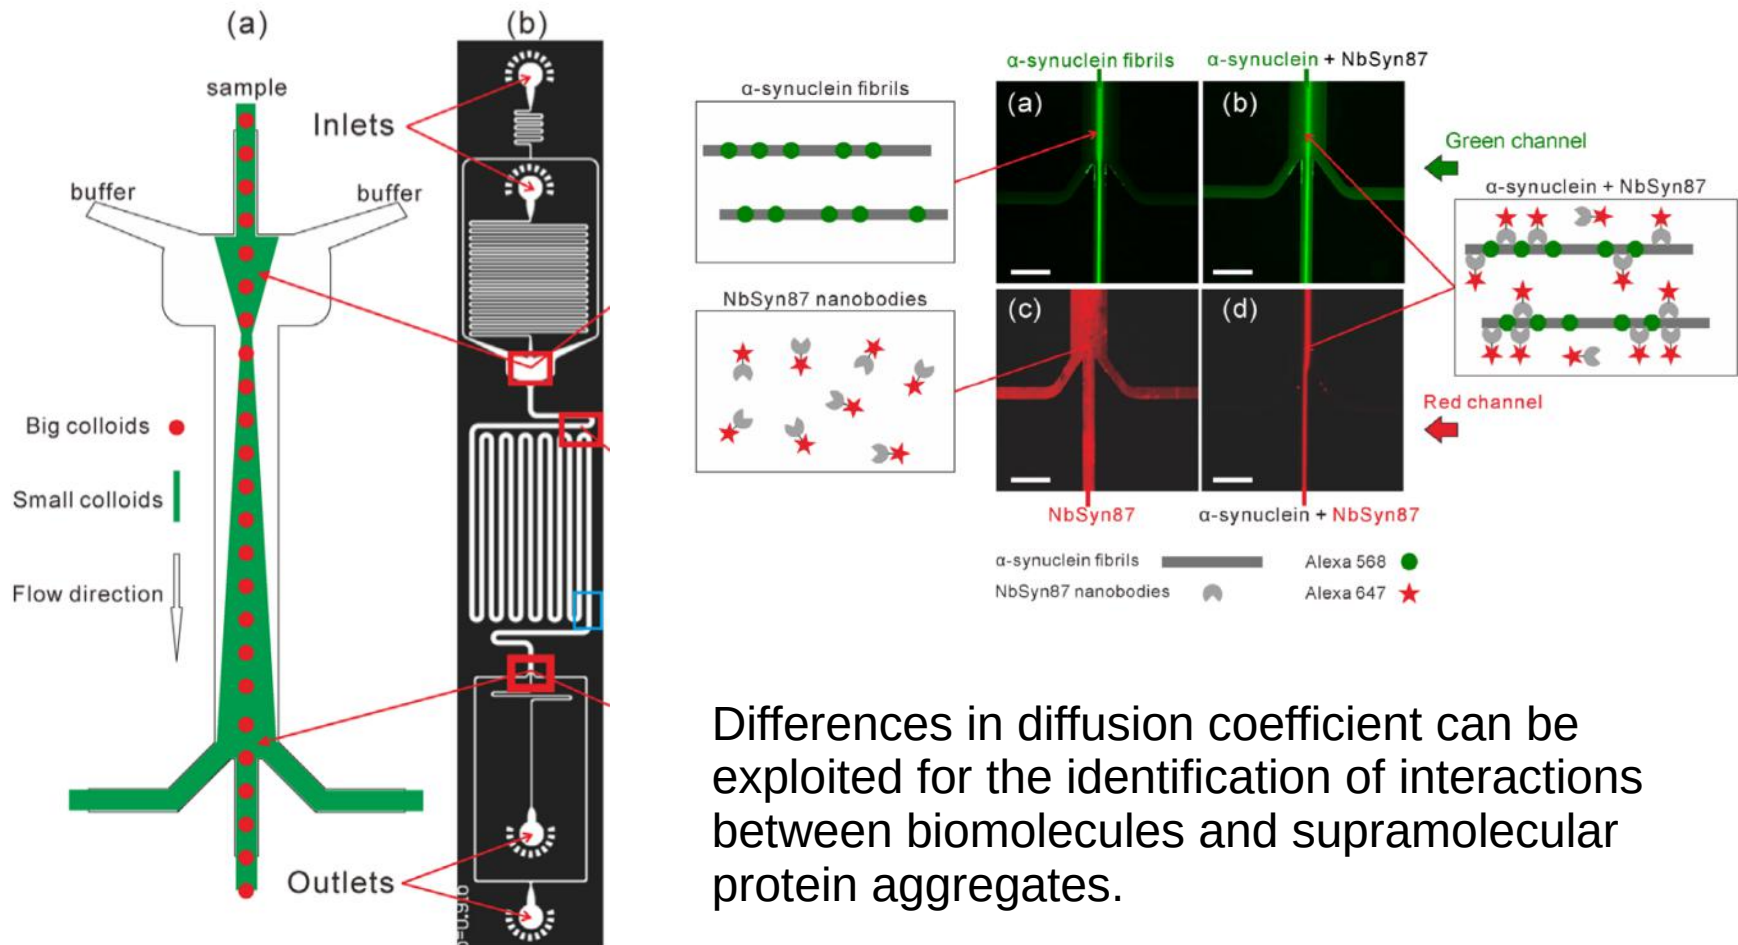 (a)
sample
buffer
buffer
Big colloids
Small colloids
Flow direction
(b)
Inlets
Outlets
α-synuclein fibrils
NbSyn87 nanobodies
α-synuclein fibrils
α-synuclein + NbSyn87
(a)
(b)
(c)
(d)
NbSyn87
α-synuclein + NbSyn87
Green channel
α-synuclein + NbSyn87
Red channel
α-synuclein fibrils
Alexa 568
NbSyn87 nanobodies
Alexa 647
Differences in diffusion coefficient can be
exploited for the identification of interactions
between biomolecules and supramolecular
protein aggregates.